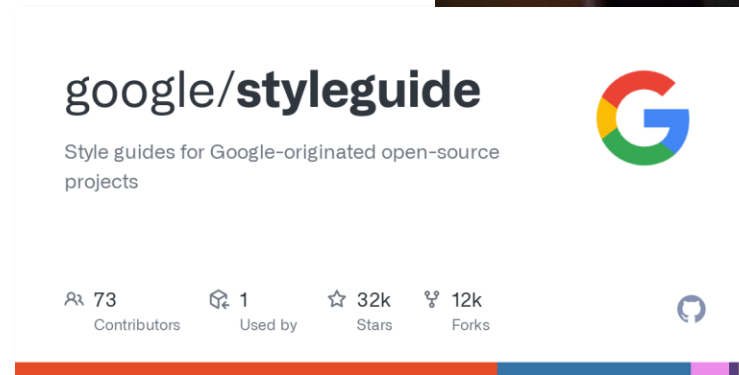 google/styleguide
Style guides for Google-originated open-source
projects
73 1 32k 12k
Contributors Used by Stars Forks